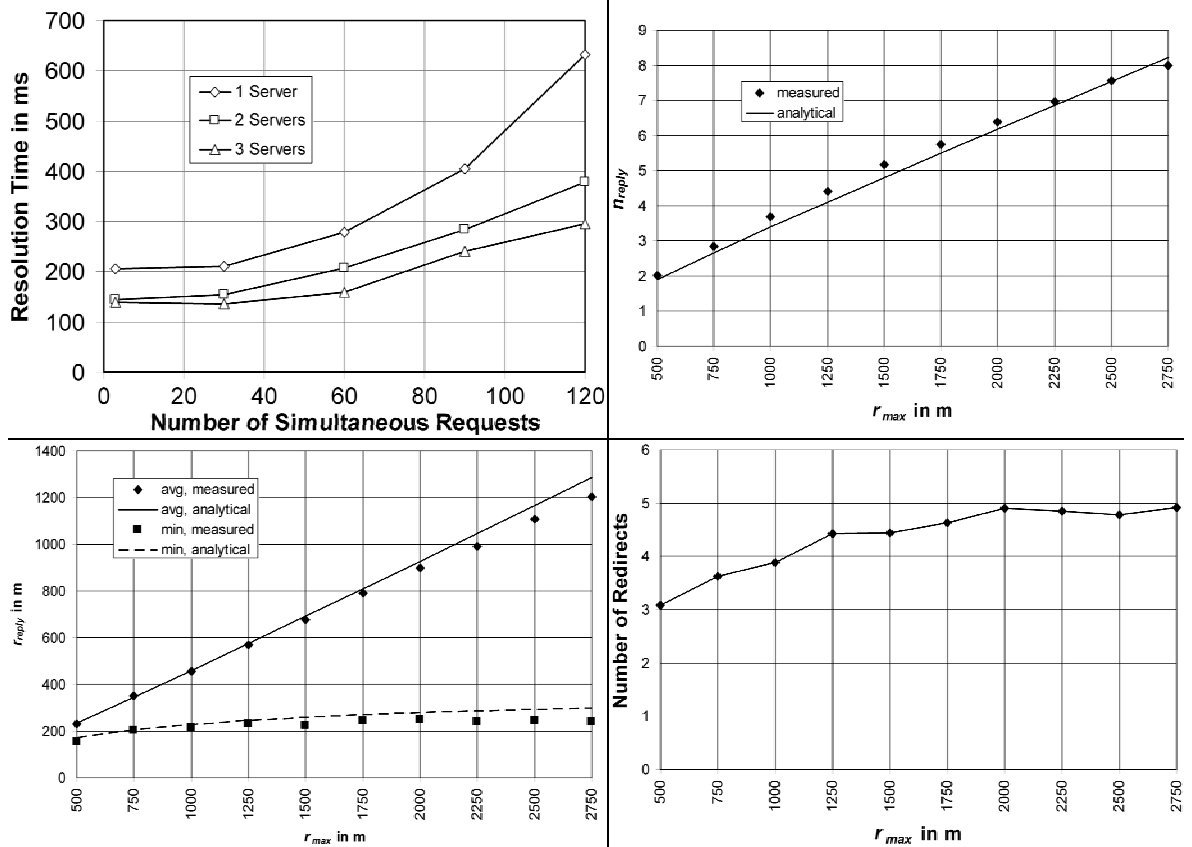 700
600
500
400
300
200
100
0
Resolution Time in ms
1 Server
2 Servers
3 Servers
0 20 40 60 80 100 120
Number of Simultaneous Requests
9
8
7
6
5
4
3
2
1
0
n reply
measured
analytical
500 750 1000 1250 1500 1750 2000 2250 2500 2750
r max in m
1400
1200
1000
800
600
400
200
0
r reply in m
avg, measured
avg, analytical
min, measured
min, analytical
500 750 1000 1250 1500 1750 2000 2250 2500 2750
r max in m
6
5
4
3
2
1
0
Number of Redirects
500 750 1000 1250 1500 1750 2000 2250 2500 2750
r max in m